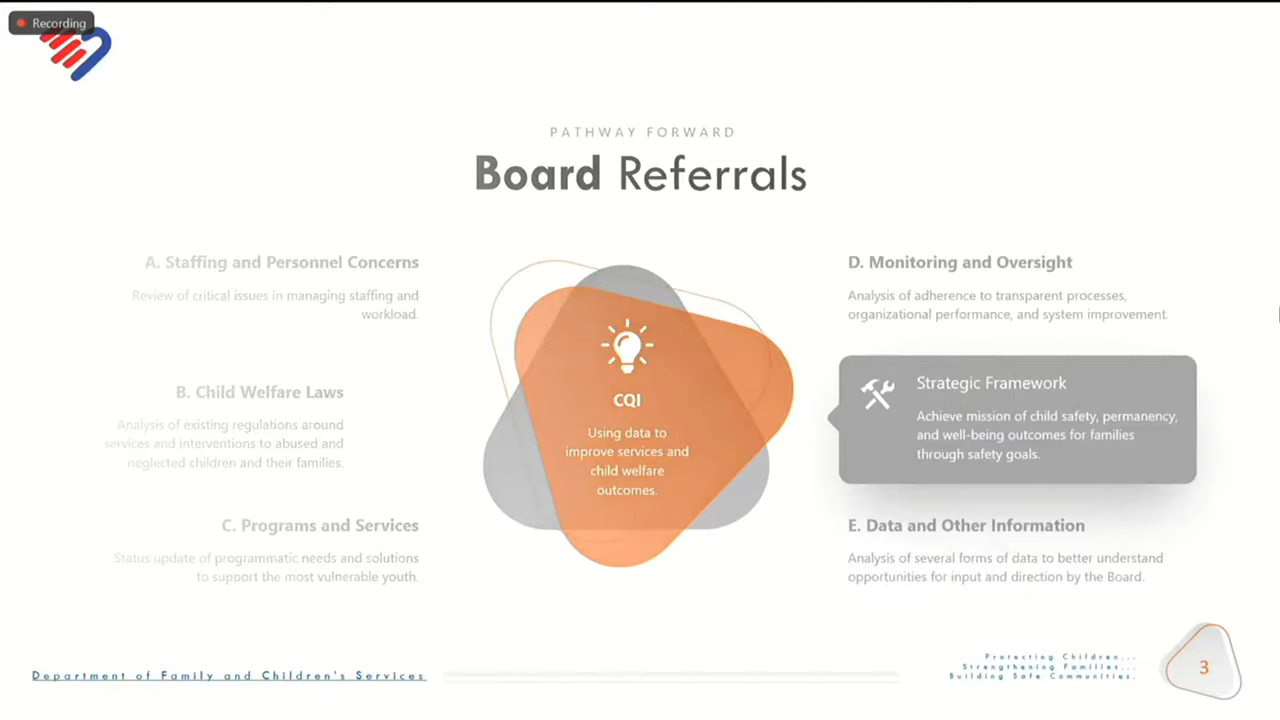 Recording
PATHWAY FORWARD
Board Referrals
A. Staffing and Personnel Concerns
Review of critical issues in managing staffing and
workload.
B. Child Welfare Laws
Analysis of existing regulations around
services and interventions to abused and
neglected children and their families.
C. Programs and Services
Status update of programmatic needs and solutions
to support the most vulnerable youth.
CQI
Using data to
improve services and
child welfare
outcomes.
D. Monitoring and Oversight
Analysis of adherence to transparent processes,
organizational performance, and system improvement.
Strategic Framework
Achieve mission of child safety, permanency,
and well-being outcomes for families
through safety goals.
E. Data and Other Information
Analysis of several forms of data to better understand
opportunities for input and direction by the Board.
Department of Family and Children's Services
Protecting Children...
Strengthening Families...
Building Safe Communities.
3